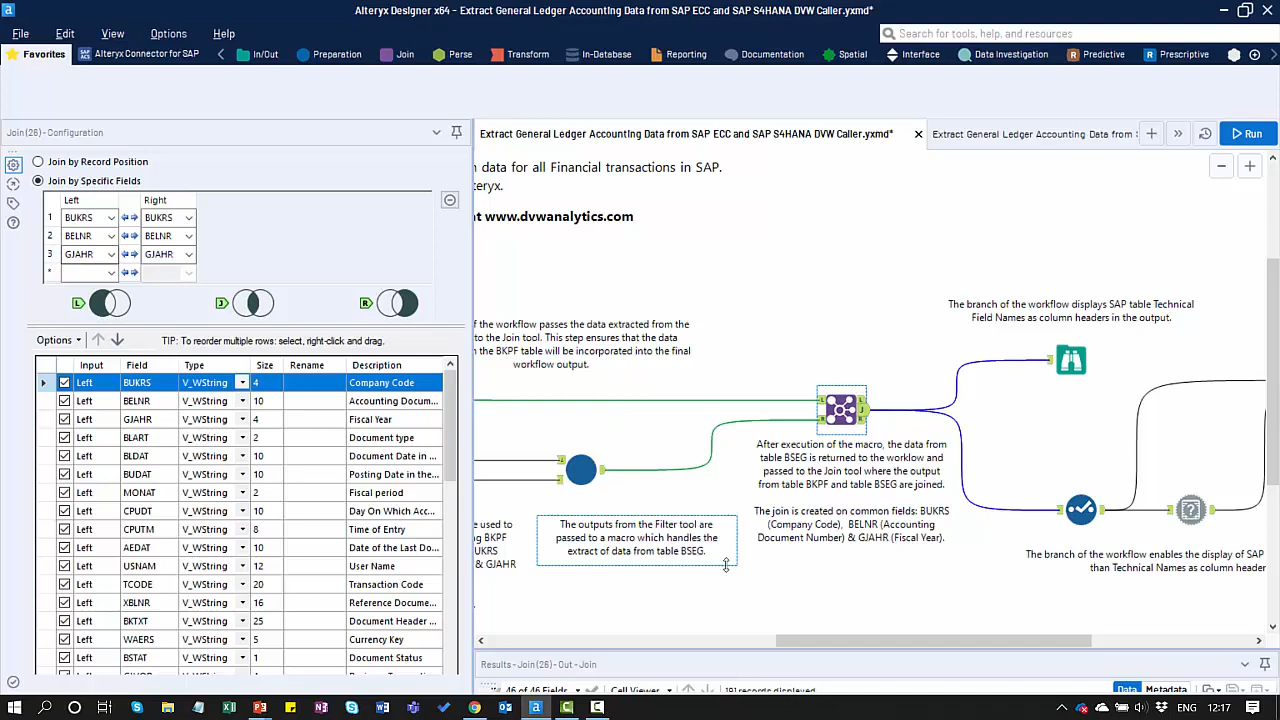 Alteryx Designer x64 - Extract General Ledger Accounting Data from SAP ECC and SAP S4HANA DVW Caller.yxmd*
File Edit View Options Help
Search for tools, help, and resources
Favorites Alteryx Connector for SAP In/Out Preparation Join Parse Transform In-Database Reporting Documentation Spatial Interface Data Investigation Predictive Prescriptive
Join (26) - Configuration
Extract General Ledger Accounting Data from SAP ECC and SAP S4HANA DVW Caller.yxmd*
Extract General Ledger Accounting Data from
Run
Join by Record Position
Join by Specific Fields
Left Right
1 BUKRS BUKRS
2 BELNR BELNR
3 GJAHR GJAHR
*
L J R
Options TIP: To reorder multiple rows: select, right-click and drag.
Input Field Type Size Rename Description
Left BUKRS V_WString 4 Company Code
Left BELNR V_WString 10 Accounting Docum...
Left GJAHR V_WString 4 Fiscal Year
Left BLART V_WString 2 Document type
Left BLDAT V_WString 10 Document Date in ...
Left BUDAT V_WString 10 Posting Date in the...
Left MONAT V_WString 2 Fiscal period
Left CPUDT V_WString 10 Day On Which Acc...
Left CPUTM V_WString 8 Time of Entry
Left AEDAT V_WString 10 Date of the Last Do...
Left USNAM V_WString 12 User Name
Left TCODE V_WString 20 Transaction Code
Left XBLNR V_WString 16 Reference Docume...
Left BKTXT V_WString 25 Document Header ...
Left WAERS V_WString 5 Currency Key
Left BSTAT V_WString 1 Document Status
data for all Financial transactions in SAP.
teryx.
at www.dvwanalytics.com
of the workflow passes the data extracted from the
to the Join tool. This step ensures that the data
the BKPF table will be incorporated into the final
workflow output.
The branch of the workflow displays SAP table Technical
Field Names as column headers in the output.
L L
J
R R
After execution of the macro, the data from
table BSEG is returned to the worklow and
passed to the Join tool where the output
from table BKPF and table BSEG are joined.
The join is created on common fields: BUKRS
(Company Code), BELNR (Accounting
Document Number) & GJAHR (Fiscal Year).
used to
BKPF
UKRS
& GJAHR
The outputs from the Filter tool are
passed to a macro which handles the
extract of data from table BSEG.
The branch of the workflow enables the display of SAP
than Technical Names as column header
Results - Join (26) - Out - Join
46 of 46 Fields Cell Viewer 191 records displayed Data Metadata
ENG 12:17